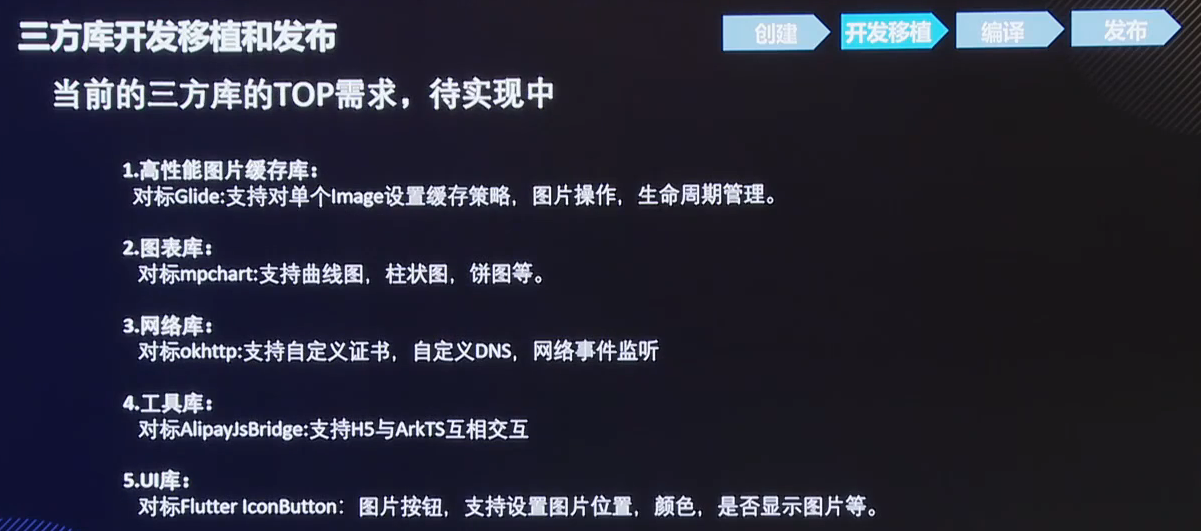 三方库开发移植和发布
创建
开发移植
编译
发布
当前的三方库的TOP需求，待实现中
1.高性能图片缓存库：
对标Glide:支持对单个Image设置缓存策略，图片操作，生命周期管理。
2.图表库：
对标mpchart:支持曲线图，柱状图，饼图等。
3.网络库：
对标okhttp:支持自定义证书，自定义DNS，网络事件监听
4.工具库：
对标AlipayJsBridge:支持H5与ArkTS互相交互
5.UI库：
对标Flutter IconButton：图片按钮，支持设置图片位置，颜色，是否显示图片等。